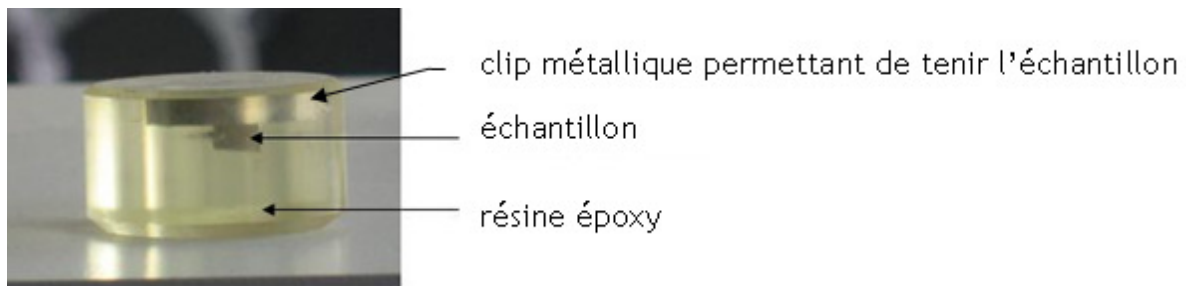 clip métallique permettant de tenir l'échantillon
échantillon
résine époxy